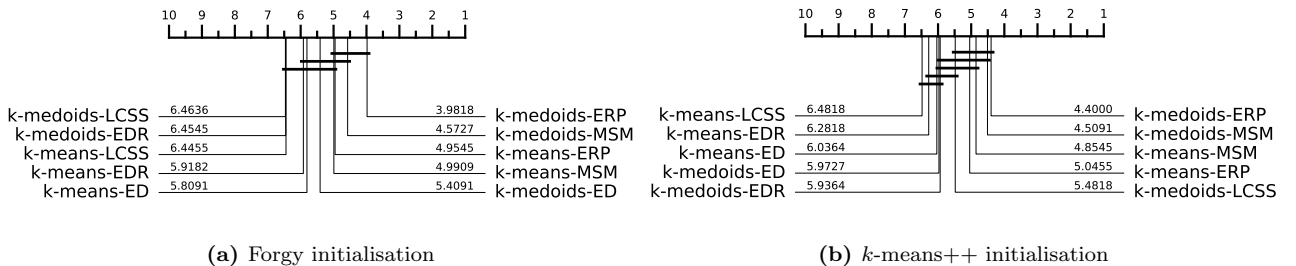 10 9 8 7 6 5 4 3 2 1
k-medoids-LCSS 6.4636 3.9818 k-medoids-ERP
k-medoids-EDR 6.4545 4.5727 k-medoids-MSM
k-means-LCSS 6.4455 4.9545 k-means-ERP
k-means-EDR 5.9182 4.9909 k-means-MSM
k-means-ED 5.8091 5.4091 k-medoids-ED
(a) Forgy initialisation
10 9 8 7 6 5 4 3 2 1
k-means-LCSS 6.4818 4.4000 k-medoids-ERP
k-means-EDR 6.2818 4.5091 k-medoids-MSM
k-means-ED 6.0364 4.8545 k-means-MSM
k-medoids-ED 5.9727 5.0455 k-means-ERP
k-medoids-EDR 5.9364 5.4818 k-medoids-LCSS
(b) k-means++ initialisation